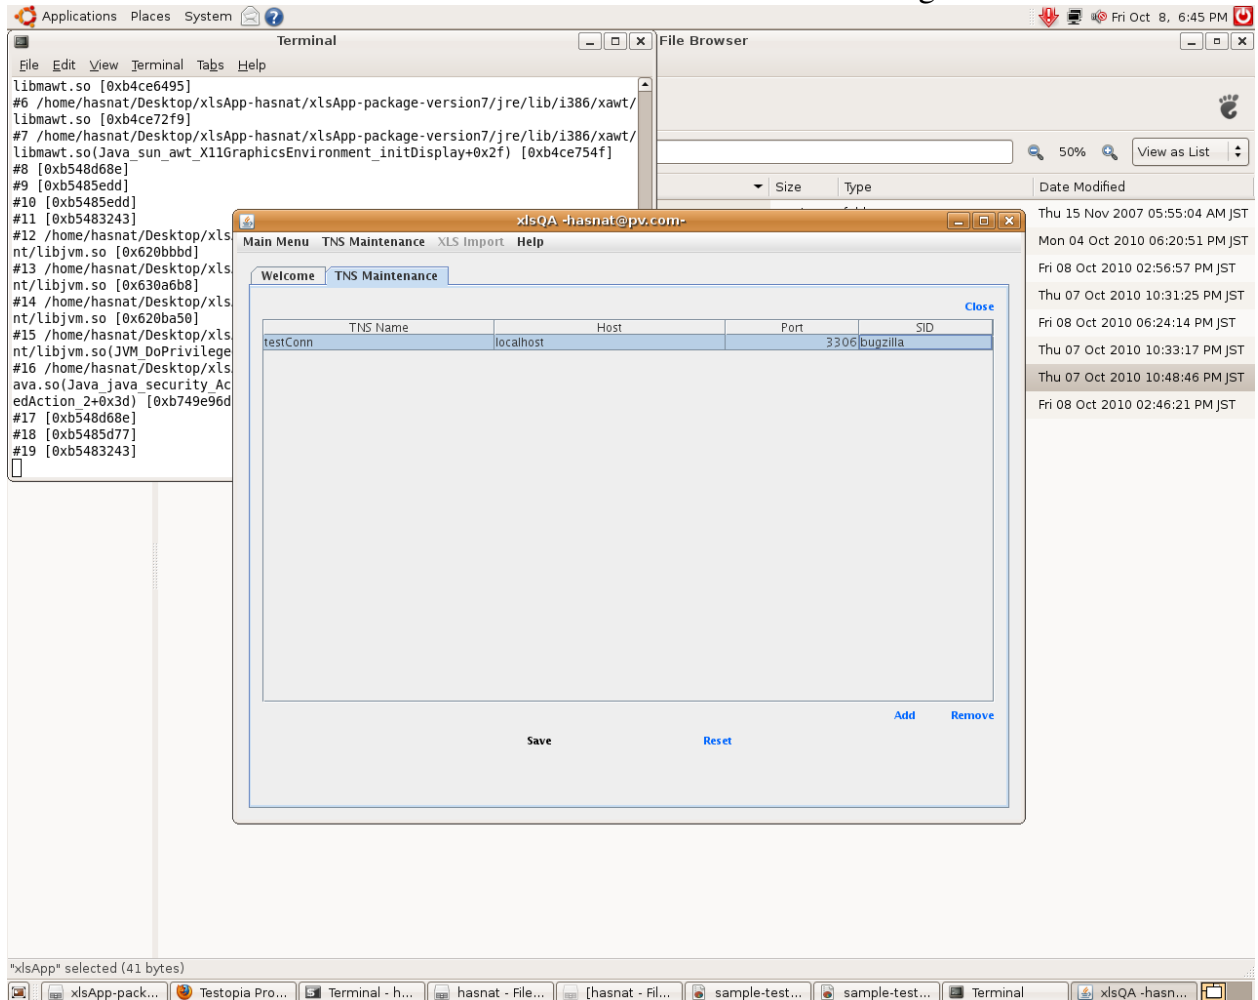 Applications Places System
Fri Oct 8, 6:45 PM
Terminal
File Edit View Terminal Tabs Help
libmawt.so [0xb4ce6495]
#6 /home/hasnat/Desktop/xlsApp-hasnat/xlsApp-package-version7/jre/lib/i386/xawt/
libmawt.so [0xb4ce72f9]
#7 /home/hasnat/Desktop/xlsApp-hasnat/xlsApp-package-version7/jre/lib/i386/xawt/
libmawt.so(Java_sun_awt_X11GraphicsEnvironment_initDisplay+0x2f) [0xb4ce754f]
#8 [0xb548d68e]
#9 [0xb5485edd]
#10 [0xb5485edd]
#11 [0xb5483243]
#12 /home/hasnat/Desktop/xls
nt/libjvm.so [0x620bbbd]
#13 /home/hasnat/Desktop/xls
nt/libjvm.so [0x630a6b8]
#14 /home/hasnat/Desktop/xls
nt/libjvm.so [0x620ba50]
#15 /home/hasnat/Desktop/xls
nt/libjvm.so(JVM_DoPrivilege
#16 /home/hasnat/Desktop/xls
ava.so(Java_java_security_Ac
edAction_2+0x3d) [0xb749e96d
#17 [0xb548d68e]
#18 [0xb5485d77]
#19 [0xb5483243]
File Browser
50%
View as List
Size Type Date Modified
Thu 15 Nov 2007 05:55:04 AM JST
Mon 04 Oct 2010 06:20:51 PM JST
Fri 08 Oct 2010 02:56:57 PM JST
Thu 07 Oct 2010 10:31:25 PM JST
Fri 08 Oct 2010 06:24:14 PM JST
Thu 07 Oct 2010 10:33:17 PM JST
Thu 07 Oct 2010 10:48:46 PM JST
Fri 08 Oct 2010 02:46:21 PM JST
xlsQA -hasnat@pv.com-
Main Menu TNS Maintenance XLS Import Help
Welcome TNS Maintenance
Close
TNS Name Host Port SID
testConn localhost 3306 bugzilla
Add Remove
Save Reset
"xlsApp" selected (41 bytes)
xlsApp-pack... Testopia Pro... Terminal - h... hasnat - File... [hasnat - Fil... sample-test... sample-test... Terminal xlsQA -hasn...